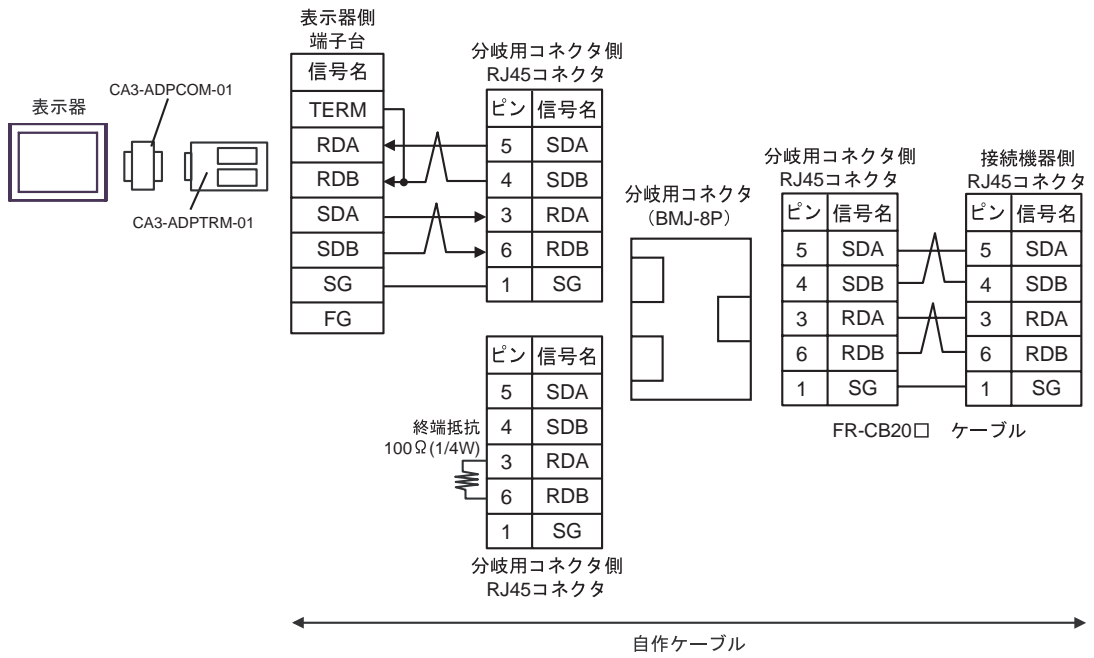 表示器
CA3-ADPCOM-01
CA3-ADPTRM-01
表示器側
端子台
信号名
TERM
RDA
RDB
SDA
SDB
SG
FG
分岐用コネクタ側
RJ45コネクタ
ピン 信号名
5 SDA
4 SDB
3 RDA
6 RDB
1 SG
ピン 信号名
5 SDA
4 SDB
3 RDA
6 RDB
1 SG
終端抵抗
100Ω(1/4W)
分岐用コネクタ側
RJ45コネクタ
分岐用コネクタ
(BMJ-8P)
分岐用コネクタ側
RJ45コネクタ
ピン 信号名
5 SDA
4 SDB
3 RDA
6 RDB
1 SG
接続機器側
RJ45コネクタ
ピン 信号名
5 SDA
4 SDB
3 RDA
6 RDB
1 SG
FR-CB20□ ケーブル
自作ケーブル